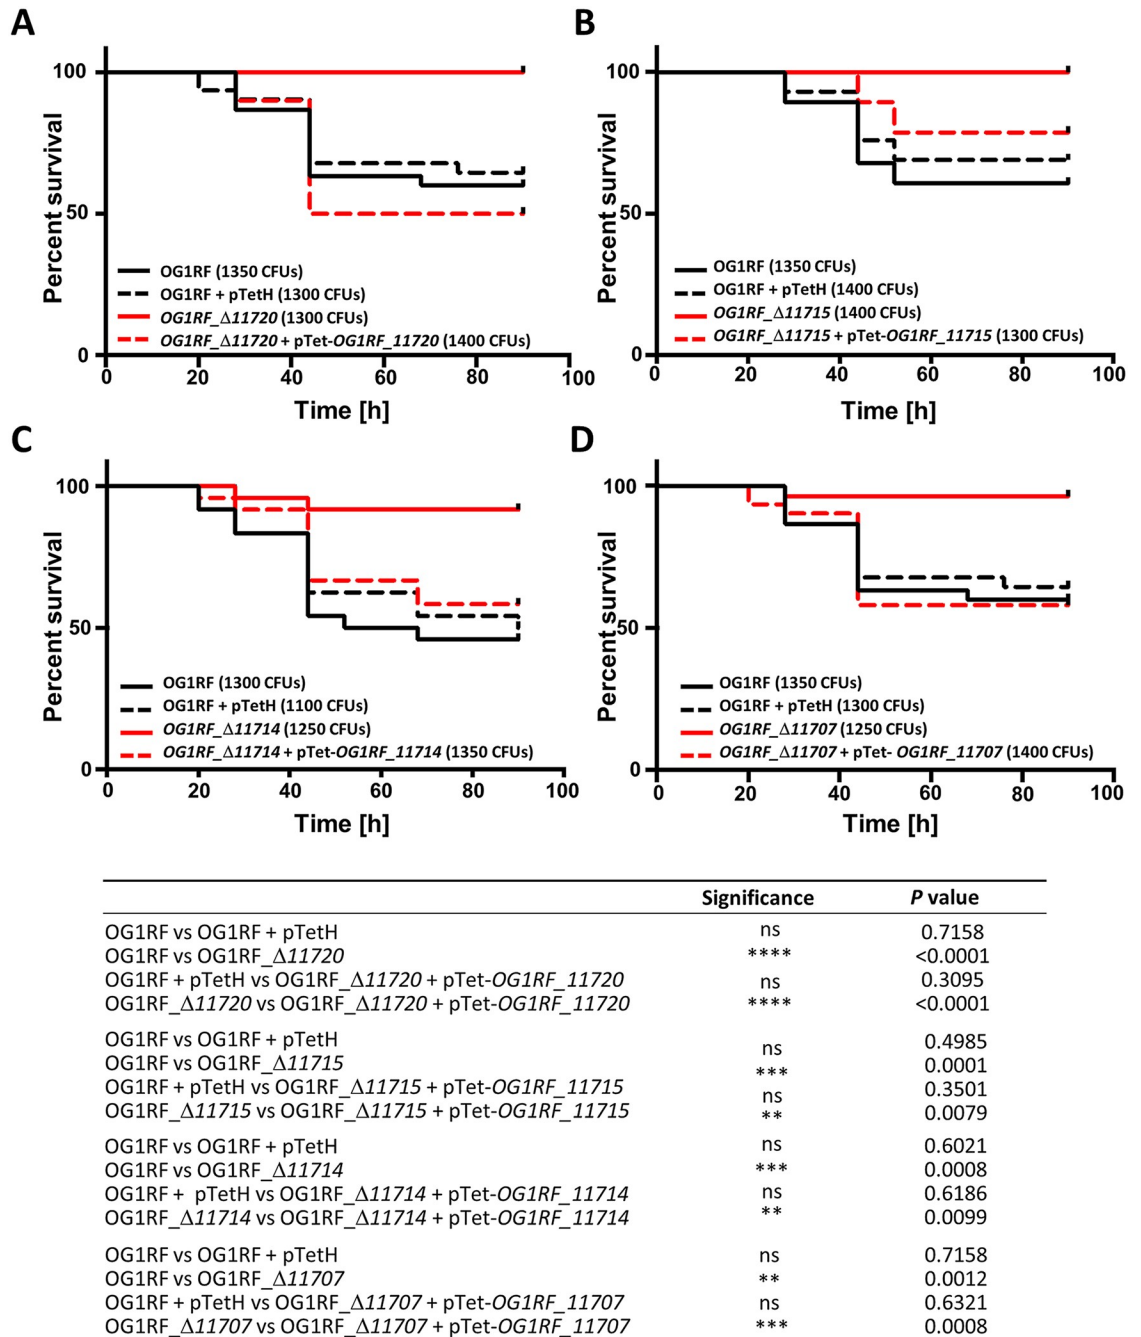 A
Percent survival
100
50
0
OG1RF (1350 CFUs)
OG1RF + pTetH (1300 CFUs)
OG1RF_Δ11720 (1300 CFUs)
OG1RF_Δ11720 + pTet-OG1RF_11720 (1400 CFUs)
0 20 40 60 80 100
Time [h]
B
Percent survival
100
50
0
OG1RF (1350 CFUs)
OG1RF + pTetH (1400 CFUs)
OG1RF_Δ11715 (1400 CFUs)
OG1RF_Δ11715 + pTet-OG1RF_11715 (1300 CFUs)
0 20 40 60 80 100
Time [h]
C
Percent survival
100
50
0
OG1RF (1300 CFUs)
OG1RF + pTetH (1100 CFUs)
OG1RF_Δ11714 (1250 CFUs)
OG1RF_Δ11714 + pTet-OG1RF_11714 (1350 CFUs)
0 20 40 60 80 100
Time [h]
D
Percent survival
100
50
0
OG1RF (1350 CFUs)
OG1RF + pTetH (1300 CFUs)
OG1RF_Δ11707 (1250 CFUs)
OG1RF_Δ11707 + pTet- OG1RF_11707 (1400 CFUs)
0 20 40 60 80 100
Time [h]
Significance P value
OG1RF vs OG1RF + pTetH ns 0.7158
OG1RF vs OG1RF_Δ11720 **** <0.0001
OG1RF + pTetH vs OG1RF_Δ11720 + pTet-OG1RF_11720 ns 0.3095
OG1RF_Δ11720 vs OG1RF_Δ11720 + pTet-OG1RF_11720 **** <0.0001
OG1RF vs OG1RF + pTetH ns 0.4985
OG1RF vs OG1RF_Δ11715 *** 0.0001
OG1RF + pTetH vs OG1RF_Δ11715 + pTet-OG1RF_11715 ns 0.3501
OG1RF_Δ11715 vs OG1RF_Δ11715 + pTet-OG1RF_11715 ** 0.0079
OG1RF vs OG1RF + pTetH ns 0.6021
OG1RF vs OG1RF_Δ11714 *** 0.0008
OG1RF + pTetH vs OG1RF_Δ11714 + pTet-OG1RF_11714 ns 0.6186
OG1RF_Δ11714 vs OG1RF_Δ11714 + pTet-OG1RF_11714 ** 0.0099
OG1RF vs OG1RF + pTetH ns 0.7158
OG1RF vs OG1RF_Δ11707 ** 0.0012
OG1RF + pTetH vs OG1RF_Δ11707 + pTet-OG1RF_11707 ns 0.6321
OG1RF_Δ11707 vs OG1RF_Δ11707 + pTet-OG1RF_11707 *** 0.0008